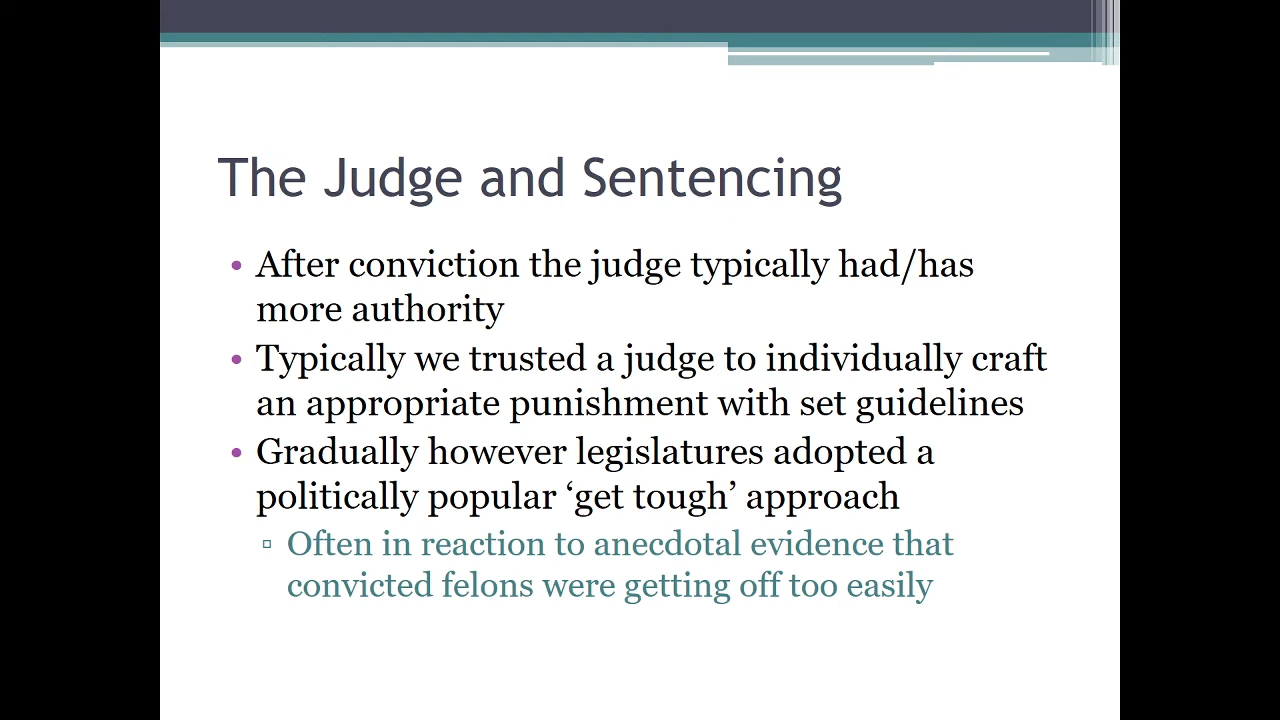 The Judge and Sentencing
• After conviction the judge typically had/has
more authority
• Typically we trusted a judge to individually craft
an appropriate punishment with set guidelines
• Gradually however legislatures adopted a
politically popular ‘get tough’ approach
▫ Often in reaction to anecdotal evidence that
convicted felons were getting off too easily